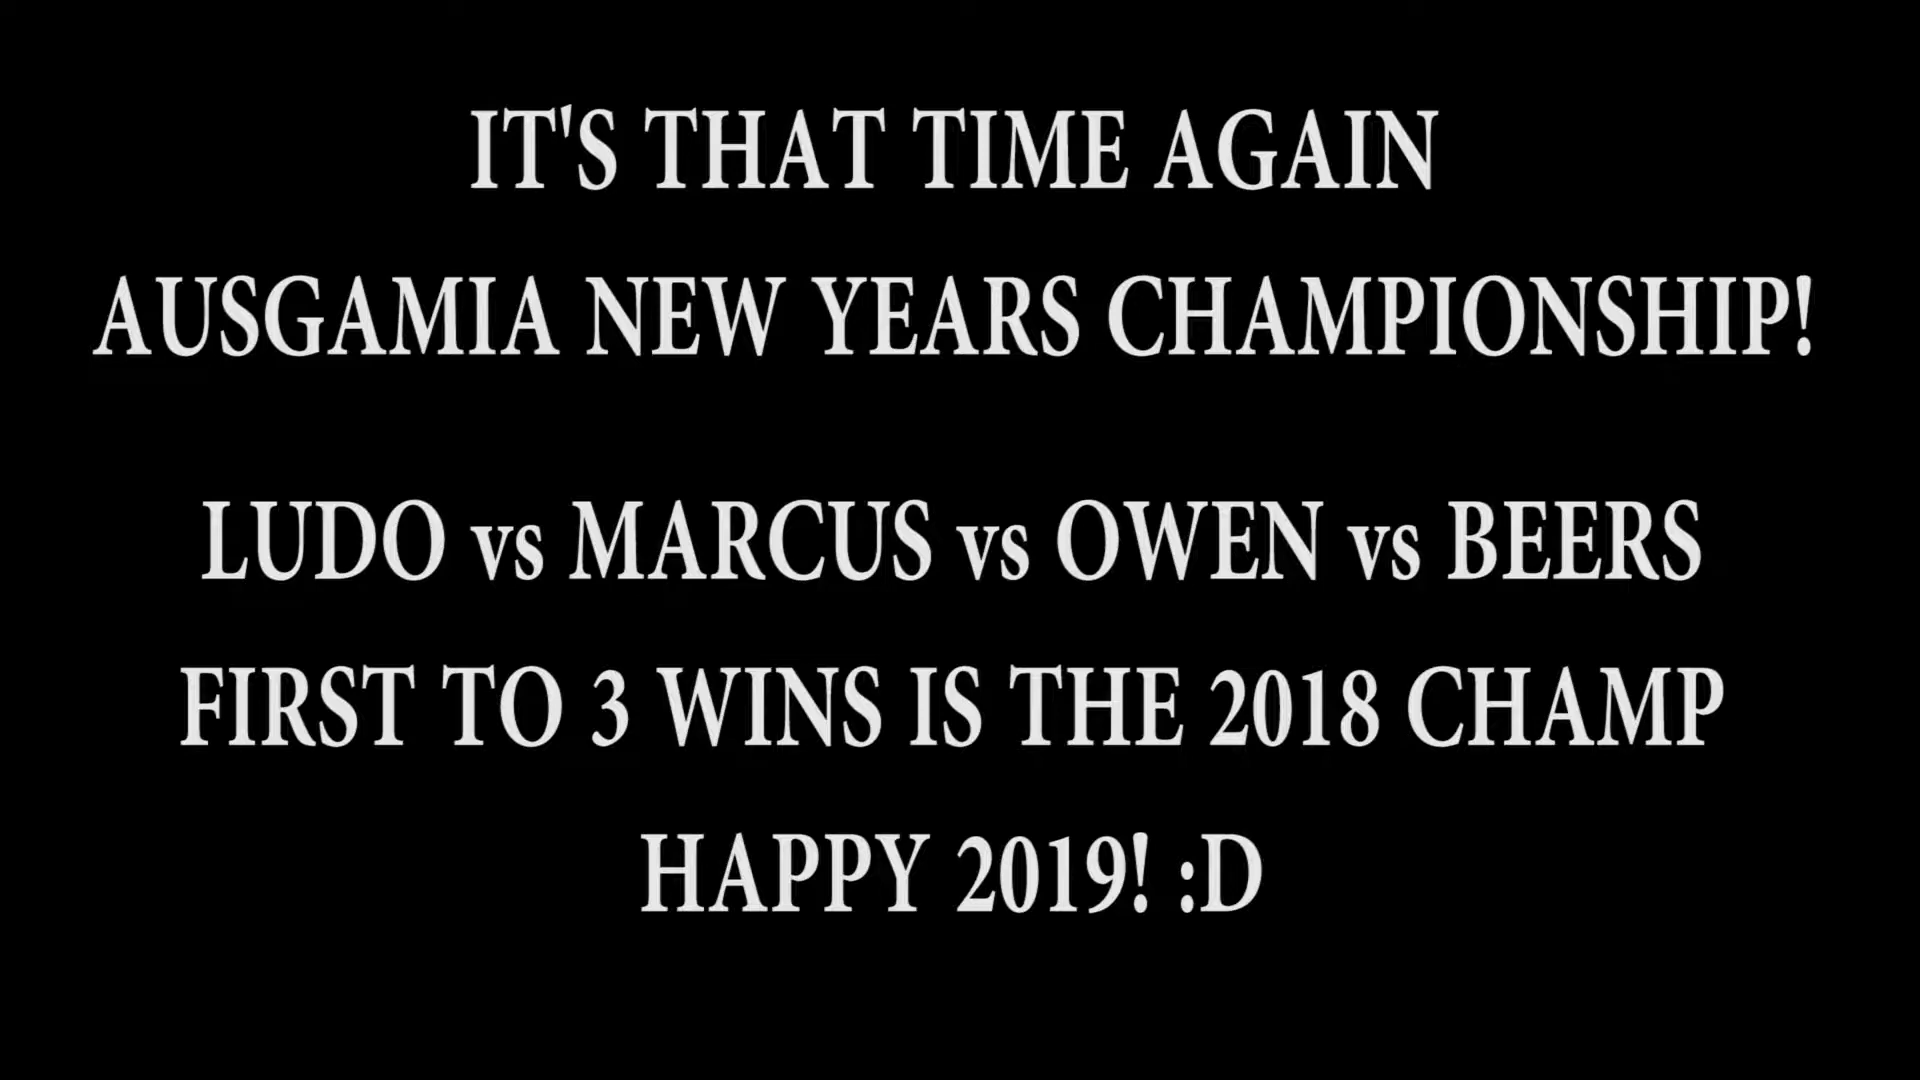 IT'S THAT TIME AGAIN
AUSGAMIA NEW YEARS CHAMPIONSHIP!
LUDO vs MARCUS vs OWEN vs BEERS
FIRST TO 3 WINS IS THE 2018 CHAMP
HAPPY 2019! :D